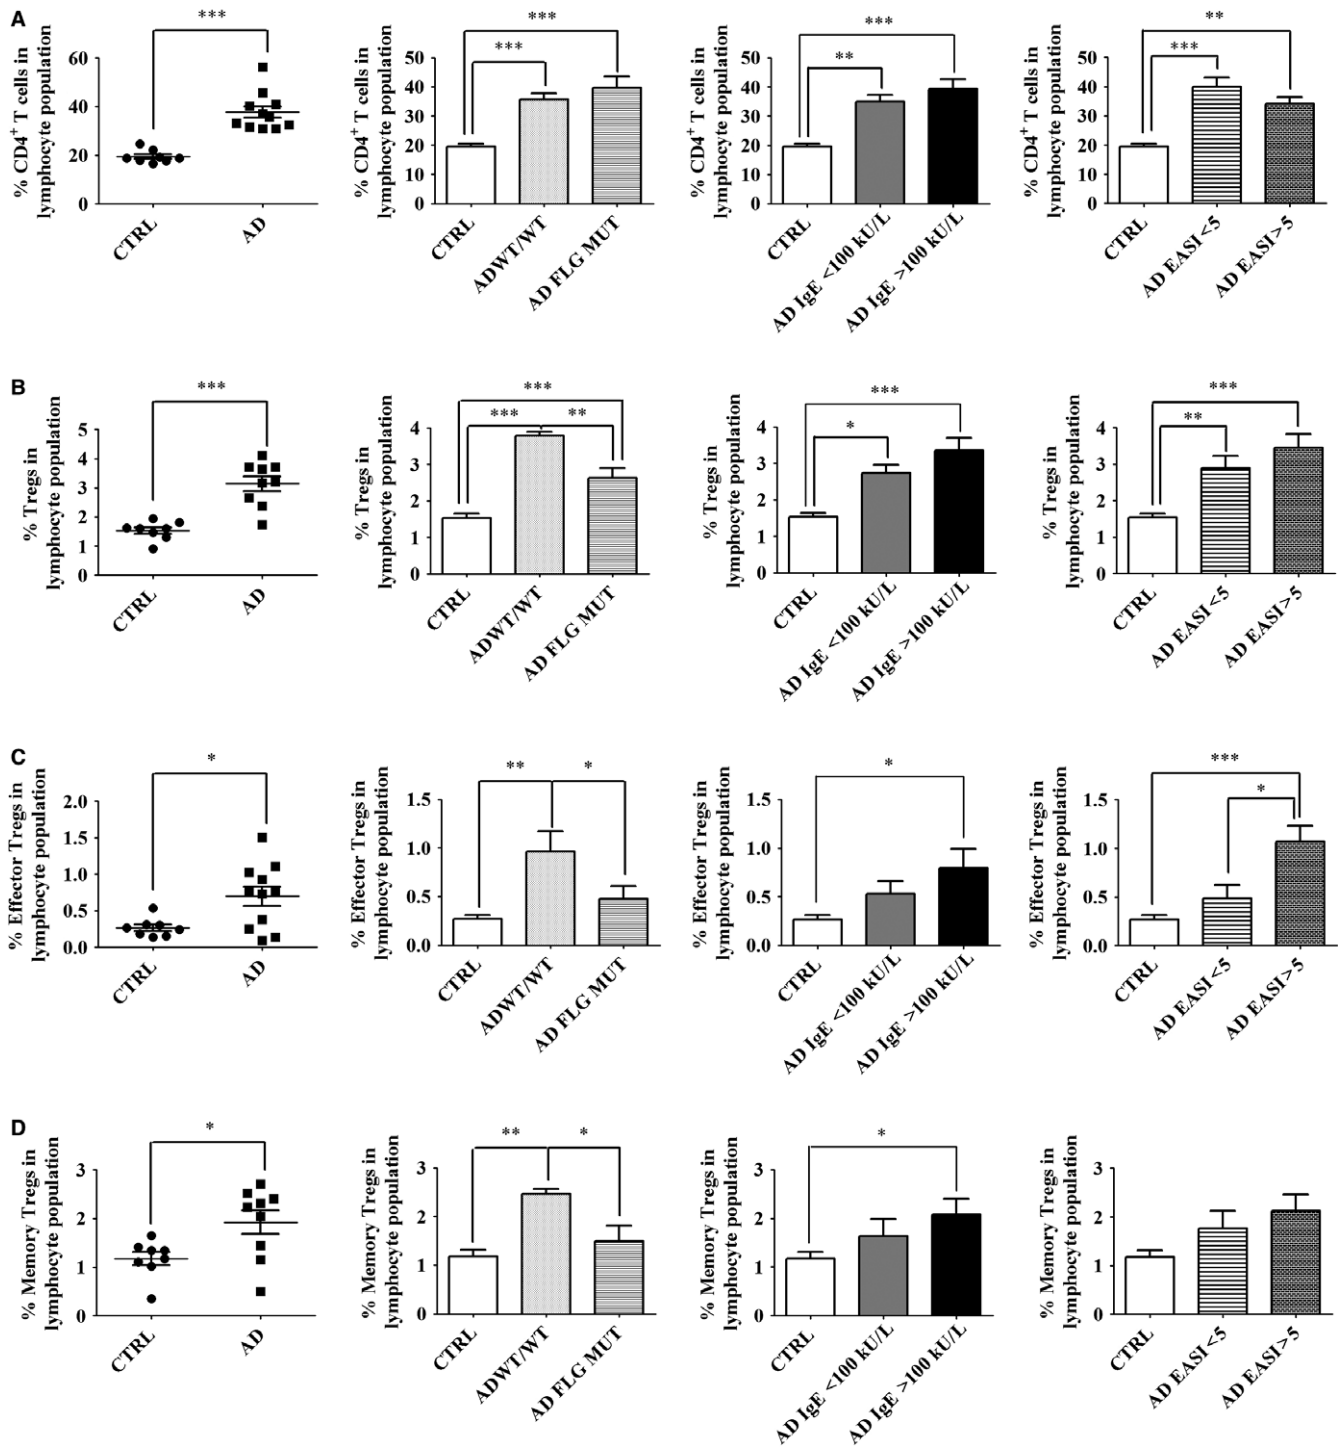 A
% CD4+ T cells in
lymphocyte population
60
40
20
0
***
CTRL
AD
% CD4+ T cells in
lymphocyte population
50
40
30
20
10
0
***
***
CTRL
ADWT/WT
AD FLG MUT
% CD4+ T cells in
lymphocyte population
50
40
30
20
10
0
***
**
CTRL
AD IgE <100 kU/L
AD IgE >100 kU/L
% CD4+ T cells in
lymphocyte population
50
40
30
20
10
0
**
***
CTRL
AD EASI<5
AD EASI>5
B
% Tregs in
lymphocyte population
5
4
3
2
1
0
***
CTRL
AD
% Tregs in
lymphocyte population
4
3
2
1
0
***
*** **
CTRL
ADWT/WT
AD FLG MUT
% Tregs in
lymphocyte population
4
3
2
1
0
***
*
CTRL
AD IgE <100 kU/L
AD IgE >100 kU/L
% Tregs in
lymphocyte population
4
3
2
1
0
***
**
CTRL
AD EASI<5
AD EASI>5
C
% Effector Tregs in
lymphocyte population
2.0
1.5
1.0
0.5
0.0
*
CTRL
AD
% Effector Tregs in
lymphocyte population
1.5
1.0
0.5
0.0
** *
CTRL
ADWT/WT
AD FLG MUT
% Effector Tregs in
lymphocyte population
1.5
1.0
0.5
0.0
*
CTRL
AD IgE <100 kU/L
AD IgE >100 kU/L
% Effector Tregs in
lymphocyte population
1.5
1.0
0.5
0.0
***
*
CTRL
AD EASI<5
AD EASI>5
D
% Memory Tregs in
lymphocyte population
3
2
1
0
*
CTRL
AD
% Memory Tregs in
lymphocyte population
3
2
1
0
** *
CTRL
ADWT/WT
AD FLG MUT
% Memory Tregs in
lymphocyte population
3
2
1
0
*
CTRL
AD IgE <100 kU/L
AD IgE >100 kU/L
% Memory Tregs in
lymphocyte population
3
2
1
0
CTRL
AD EASI<5
AD EASI>5